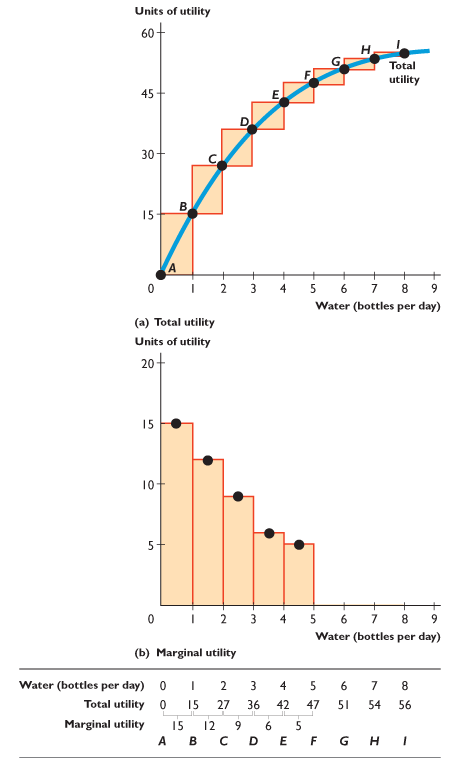 Units of utility
60
45
30
15
0 1 2 3 4 5 6 7 8 9
A
B
C
D
E
F
G
H
I
Total
utility
Water (bottles per day)
(a) Total utility
Units of utility
20
15
10
5
0 1 2 3 4 5 6 7 8 9
Water (bottles per day)
(b) Marginal utility
Water (bottles per day) 0 1 2 3 4 5 6 7 8
Total utility 0 15 27 36 42 47 51 54 56
Marginal utility 15 12 9 6 5
A B C D E F G H I